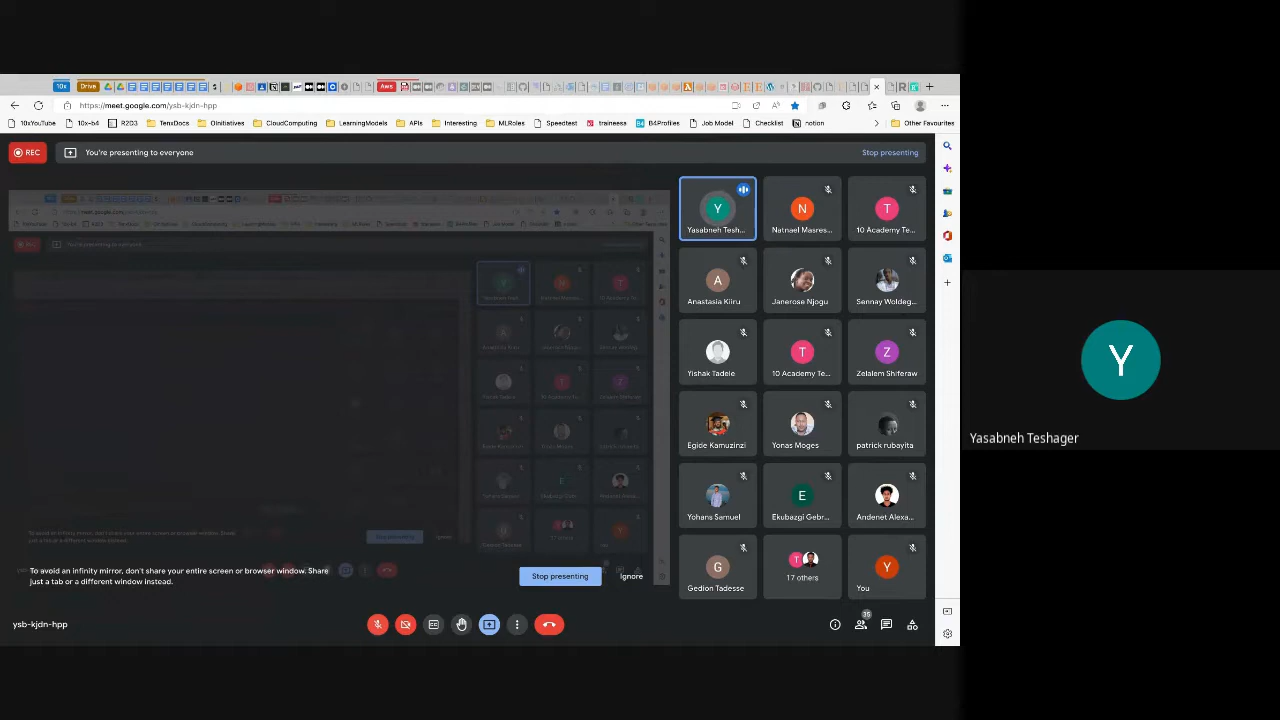 10x
Drive
Aws
https://meet.google.com/ysb-kjdn-hpp
10xYouTube
10x-b4
R2D3
TenxDocs
OInitiatives
CloudComputing
LearningModels
APIs
Interesting
MLRoles
Speedtest
traineesa
B4Profiles
Job Model
Checklist
notion
Other Favourites
REC
You're presenting to everyone
Stop presenting
Y
Yasabneh Tesh...
N
Natnael Masres...
T
10 Academy Te...
A
Anastasia Kiiru
Janerose Njogu
Sennay Woldeg...
Yishak Tadele
T
10 Academy Te...
Z
Zelalem Shiferaw
Egide Kamuzinzi
Yonas Moges
patrick rubayita
Yohans Samuel
E
Ekubazgi Gebr...
Andenet Alexa...
G
Gedion Tadesse
T
17 others
Y
You
To avoid an infinity mirror, don't share your entire screen or browser window. Share
just a tab or a different window instead.
Stop presenting
Ignore
ysb-kjdn-hpp
35
Y
Yasabneh Teshager